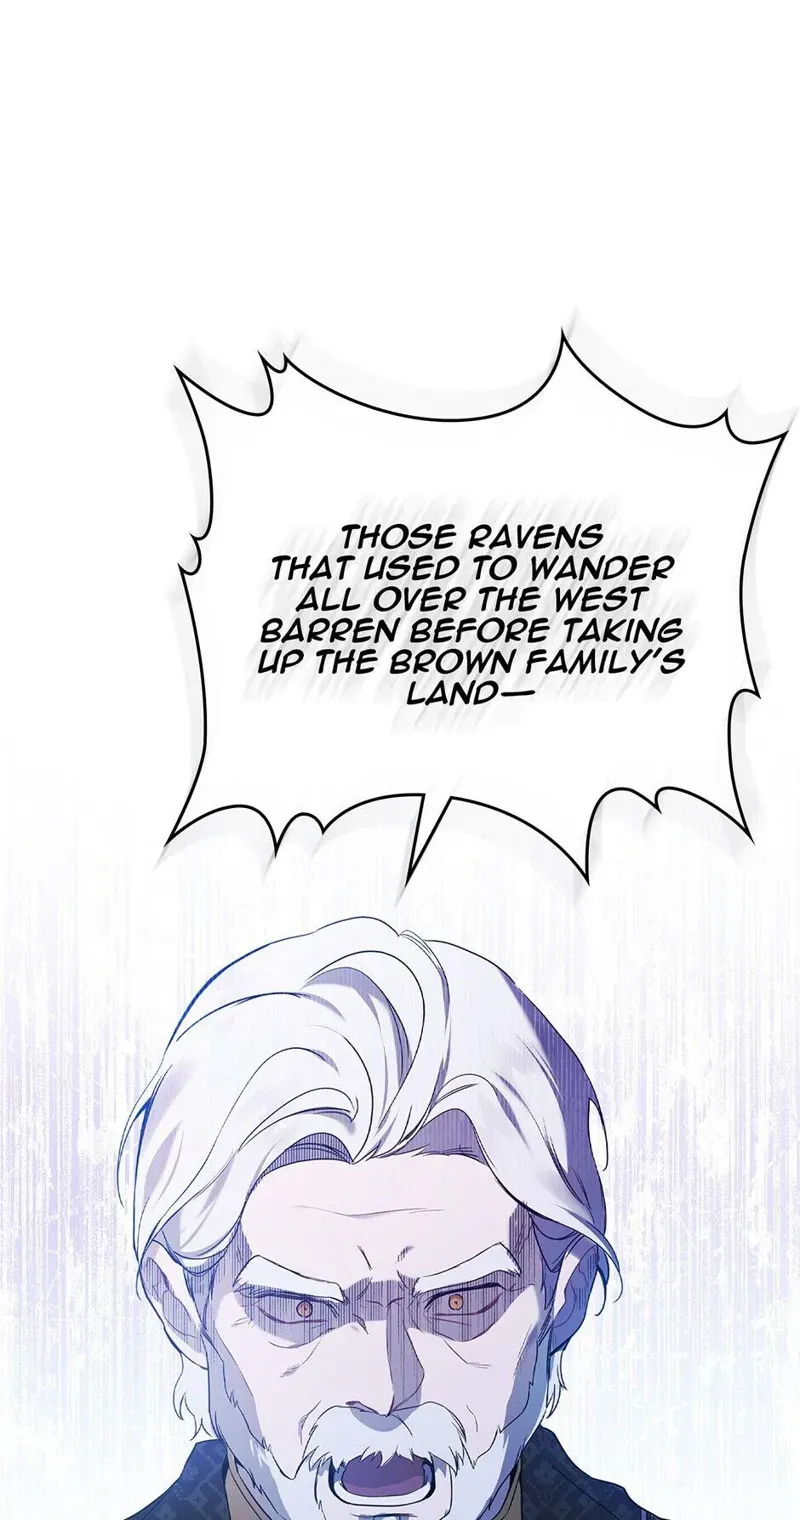 THOSE RAVENS
THAT USED TO WANDER
ALL OVER THE WEST
BARREN BEFORE TAKING
UP THE BROWN FAMILY'S
LAND—